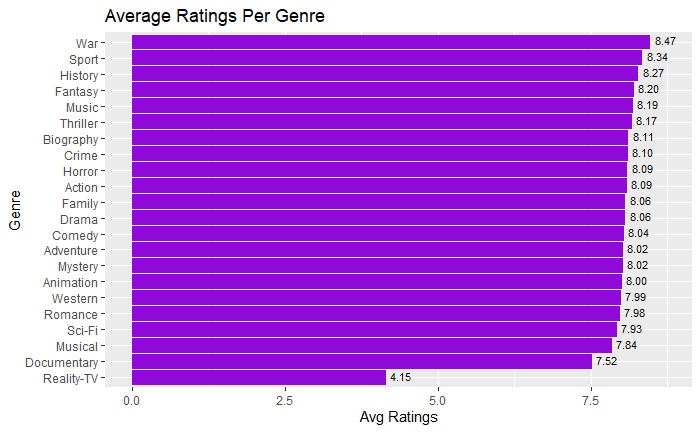 Average Ratings Per Genre
Genre
War 8.47
Sport 8.34
History 8.27
Fantasy 8.20
Music 8.19
Thriller 8.17
Biography 8.11
Crime 8.10
Horror 8.09
Action 8.09
Family 8.06
Drama 8.06
Comedy 8.04
Adventure 8.02
Mystery 8.02
Animation 8.00
Western 7.99
Romance 7.98
Sci-Fi 7.93
Musical 7.84
Documentary 7.52
Reality-TV 4.15
0.0 2.5 5.0 7.5
Avg Ratings